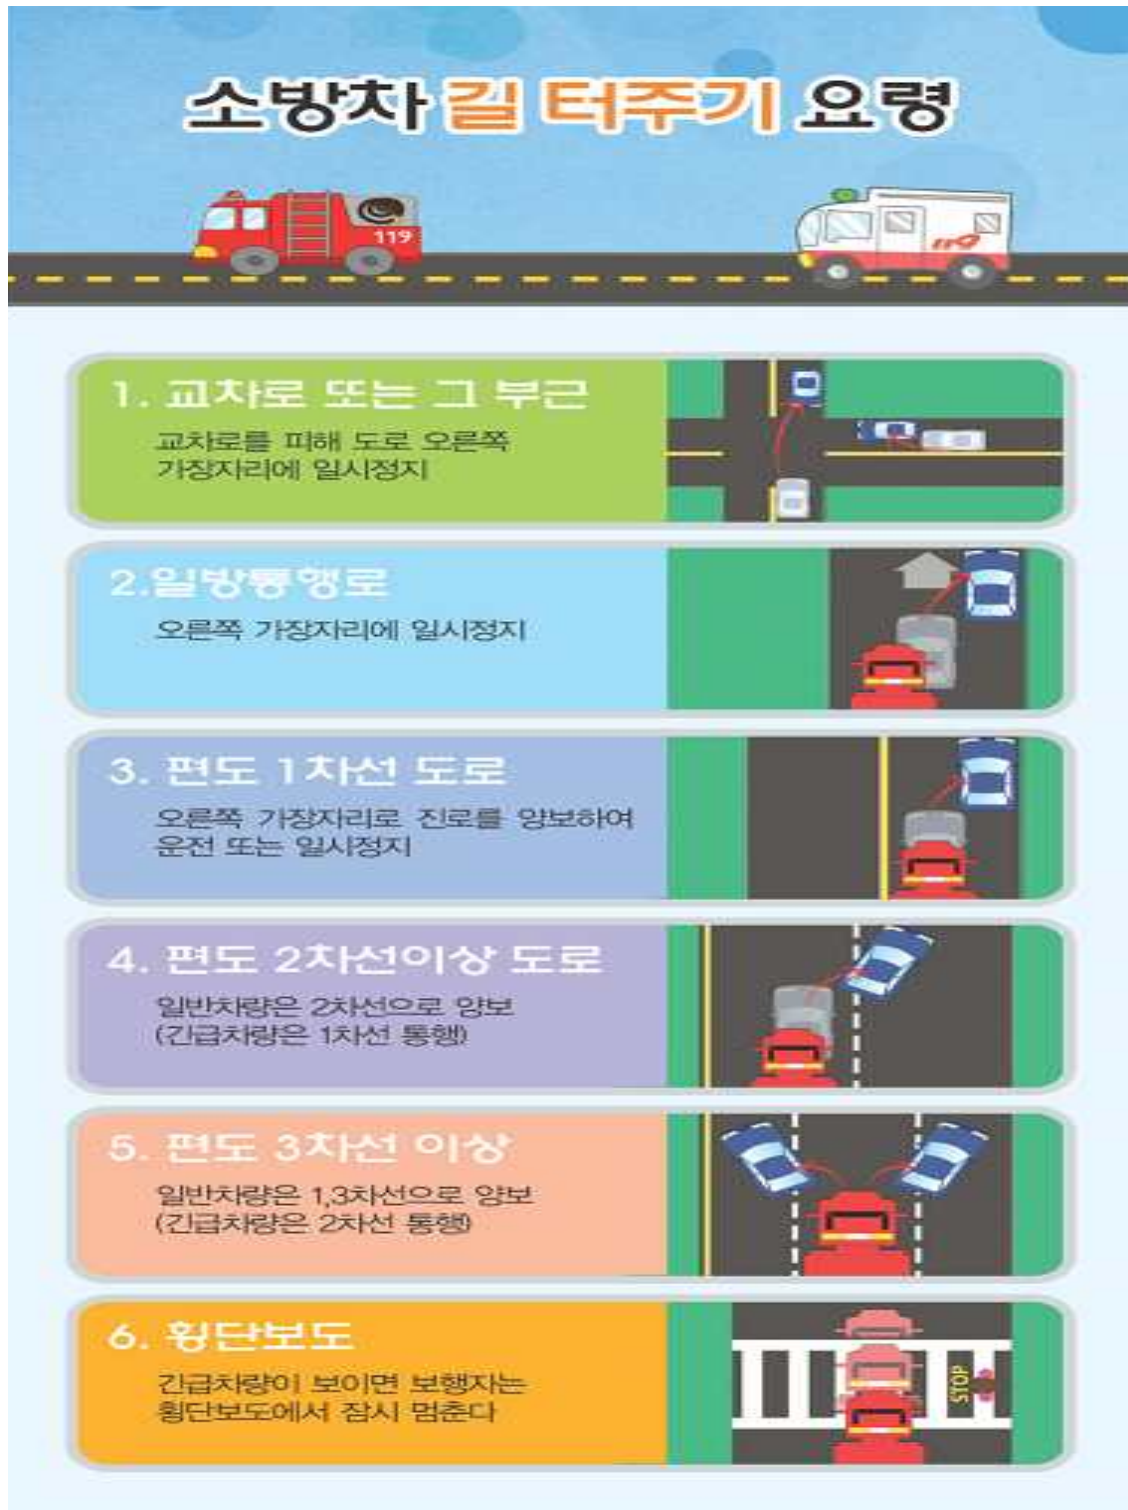 소방차 길 터주기 요령
119
119
1. 교차로 또는 그 부근
교차로를 피해 도로 오른쪽
가장자리에 일시정지
2.일방통행로
오른쪽 가장자리에 일시정지
3. 편도 1차선 도로
오른쪽 가장자리로 진로를 양보하여
운전 또는 일시정지
4. 편도 2차선이상 도로
일반차량은 2차선으로 양보
(긴급차량은 1차선 통행)
5. 편도 3차선 이상
일반차량은 1,3차선으로 양보
(긴급차량은 2차선 통행)
6. 횡단보도
긴급차량이 보이면 보행자는
횡단보도에서 잠시 멈춘다
STOP